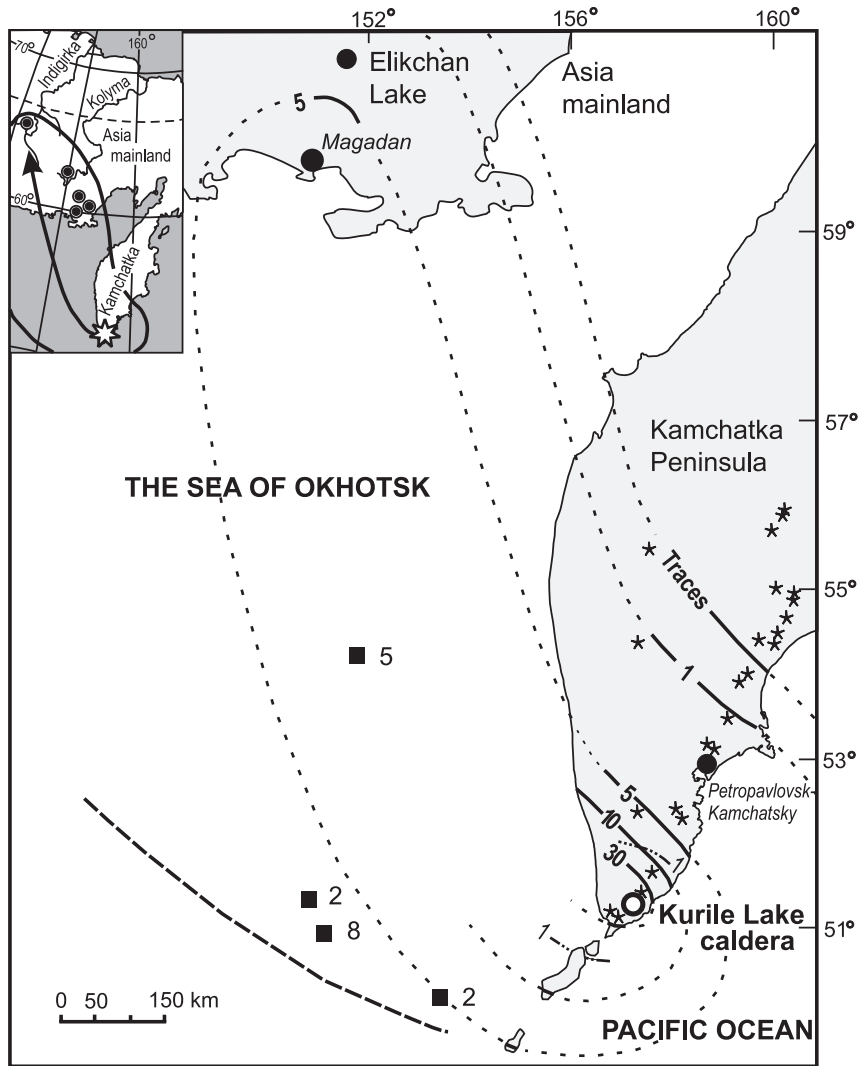 152°
156°
160°
160°
70°
Indigirka
Kolyma
Asia
mainland
60°
Kamchatka
Elikchan
Lake
Asia
mainland
5
Magadan
59°
57°
Kamchatka
Peninsula
THE SEA OF OKHOTSK
Traces
55°
5
1
53°
Petropavlovsk-
Kamchatsky
5
10
1
30
2
8
Kurile Lake
caldera
51°
1
2
0 50 150 km
PACIFIC OCEAN